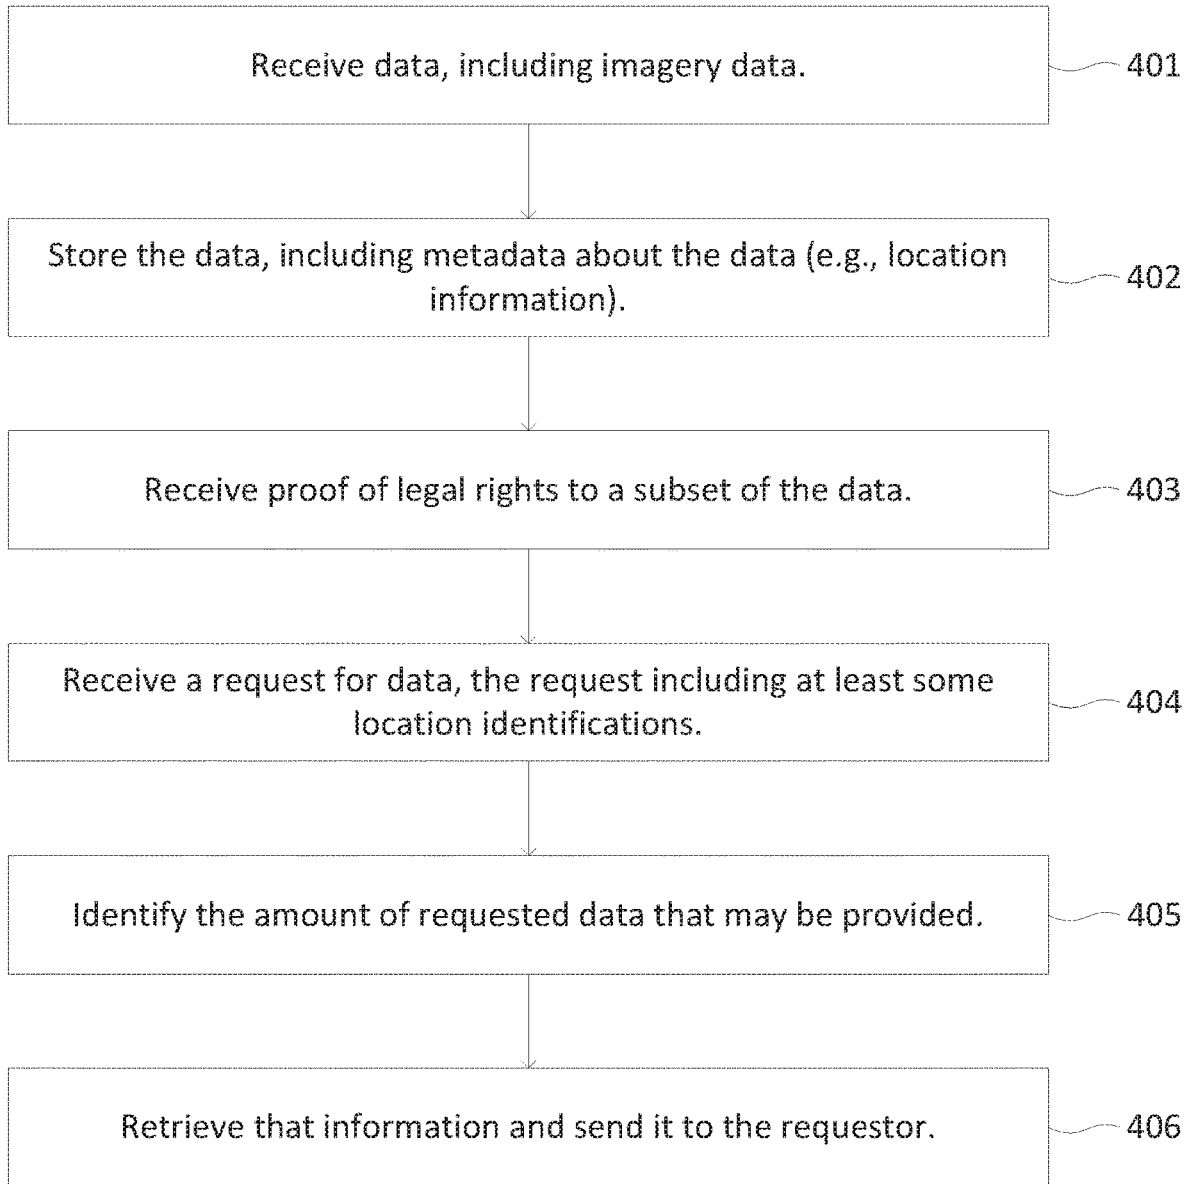 Receive data, including imagery data.
401
Store the data, including metadata about the data (e.g., location
information).
402
Receive proof of legal rights to a subset of the data.
403
Receive a request for data, the request including at least some
location identifications.
404
Identify the amount of requested data that may be provided.
405
Retrieve that information and send it to the requestor.
406